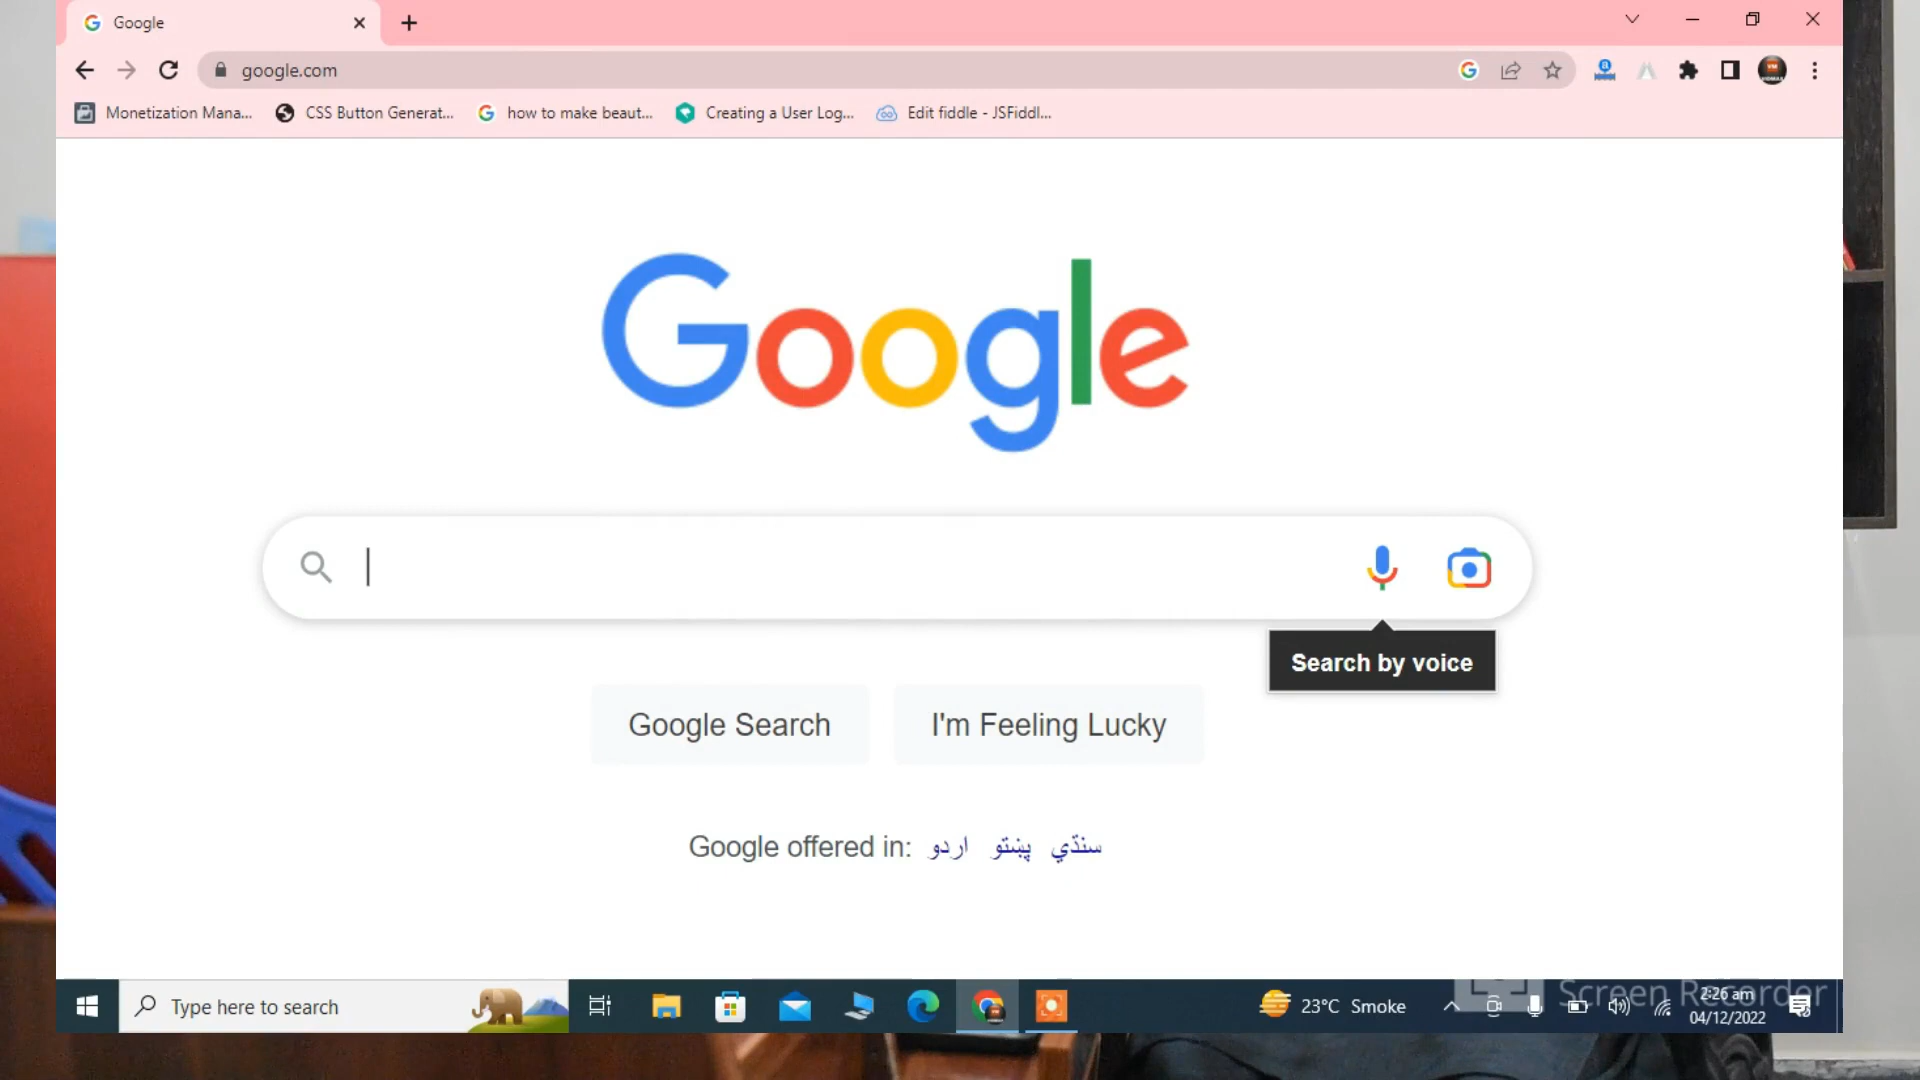 Google
google.com
Monetization Mana...
CSS Button Generat...
how to make beaut...
Creating a User Log...
Edit fiddle - JSFiddl...
Google
Search by voice
Google Search
I'm Feeling Lucky
Google offered in: اردو پښتو سنڌي
Type here to search
23°C Smoke
Screen Recorder
2:26 am
04/12/2022